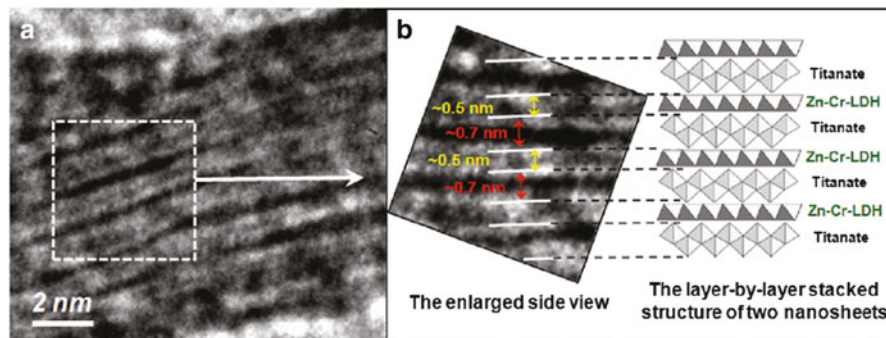 a
2 nm
b
~0.5 nm
~0.7 nm
~0.5 nm
~0.7 nm
Titanate
Zn-Cr-LDH
Titanate
Zn-Cr-LDH
Titanate
Zn-Cr-LDH
Titanate
The enlarged side view
The layer-by-layer stacked
structure of two nanosheets